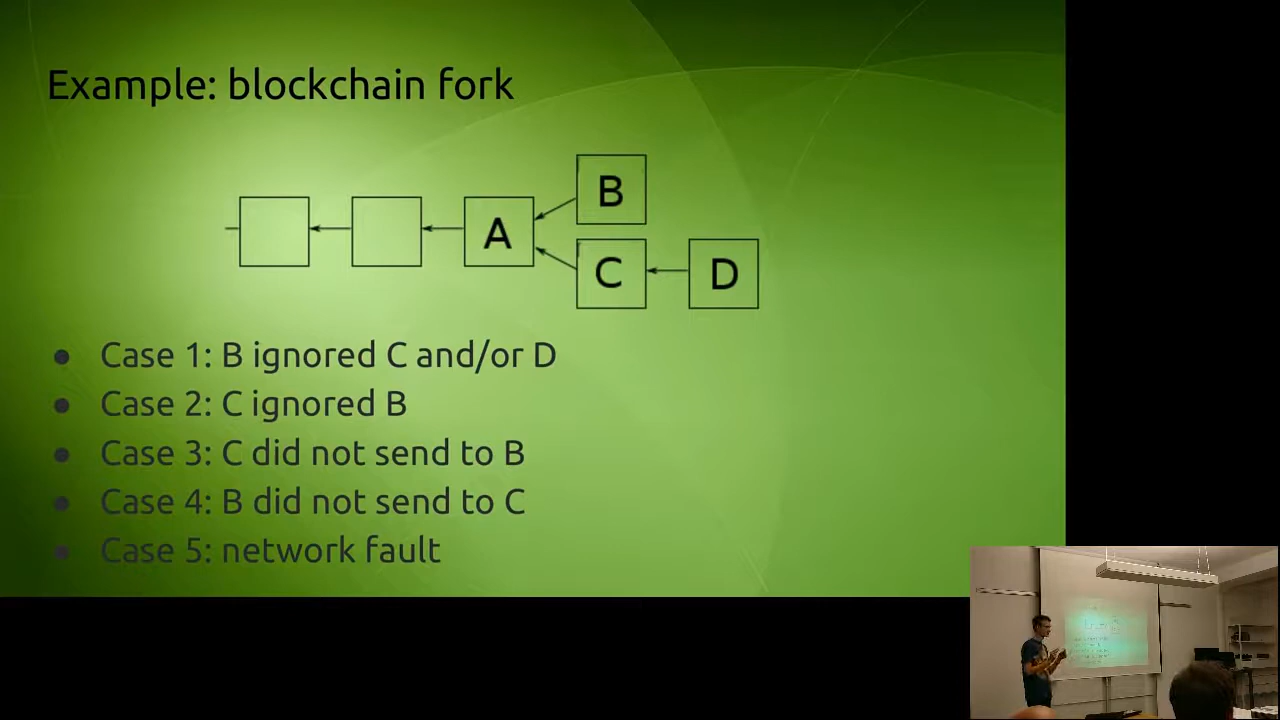 Example: blockchain fork
B
A
C
D
Case 1: B ignored C and/or D
Case 2: C ignored B
Case 3: C did not send to B
Case 4: B did not send to C
Case 5: network fault